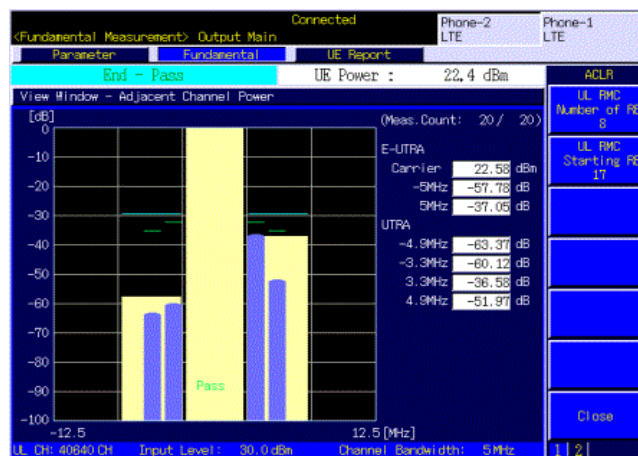 Connected
Phone-2
LTE
Phone-1
LTE
<Fundamental Measurement> Output Main
Parameter Fundamental UE Report
End - Pass UE Power : 22.4 dBm
ACLR
View Window - Adjacent Channel Power
UL RMC
Number of RB
8
UL RMC
Starting RB
17
Close
1 2
[dB]
0
-10
-20
-30
-40
-50
-60
-70
-80
-90
-100
Pass
-12.5 12.5 [MHz]
(Meas.Count: 20/ 20)
E-UTRA
Carrier 22.58 dBm
-5MHz -57.78 dB
5MHz -37.05 dB
UTRA
-4.9MHz -63.37 dB
-3.3MHz -60.12 dB
3.3MHz -36.58 dB
4.9MHz -51.97 dB
UL CH: 40640 CH Input Level: 30.0 dBm Channel Bandwidth: 5 MHz